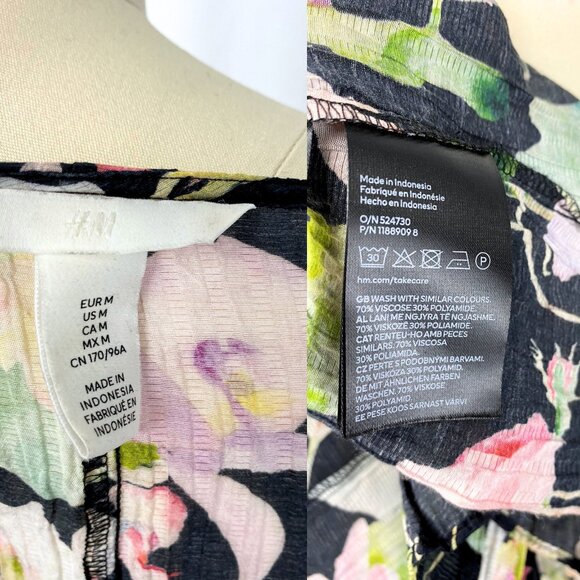 H&M
EUR M
US M
CA M
MX M
CN 170/96A
MADE IN
INDONESIA
FABRIQUÉ EN
INDONÉSIE
Made in Indonesia
Fabriqué en Indonésie
Hecho en Indonesia
O/N 524730
P/N 1188909 8
30
P
hm.com/takecare
GB WASH WITH SIMILAR COLOURS.
70% VISCOSE 30% POLYAMIDE.
AL LANI ME NGJYRA TË NGJASHME.
70% VISKOZË 30% POLIAMIDE.
CAT RENTEU-HO AMB PECES
SIMILARS. 70% VISCOSA
30% POLIAMIDA.
CZ PERTE S PODOBNÝMI BARVAMI.
70% VISKÓZA 30% POLYAMID.
DE MIT ÄHNLICHEN FARBEN
WASCHEN. 70% VISKOSE
30% POLYAMID.
EE PESE KOOS SARNAST VÄRVI